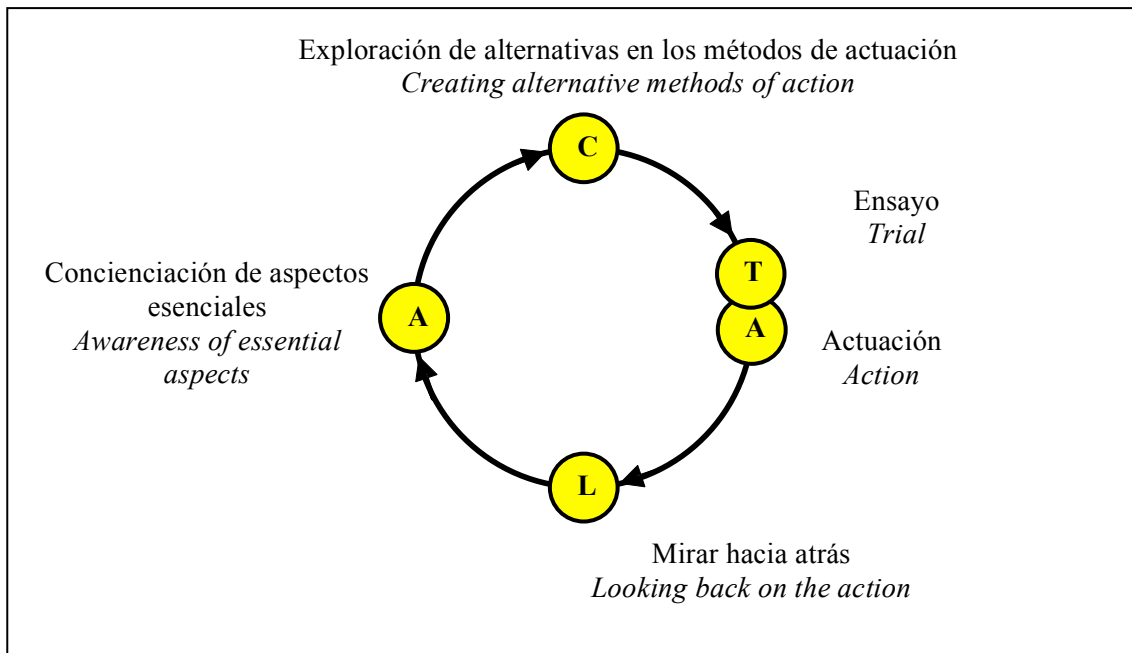 Exploración de alternativas en los métodos de actuación
Creating alternative methods of action
C
Ensayo
Trial
T
Concienciación de aspectos
esenciales
Awareness of essential
aspects
A
A
Actuación
Action
L
Mirar hacia atrás
Looking back on the action